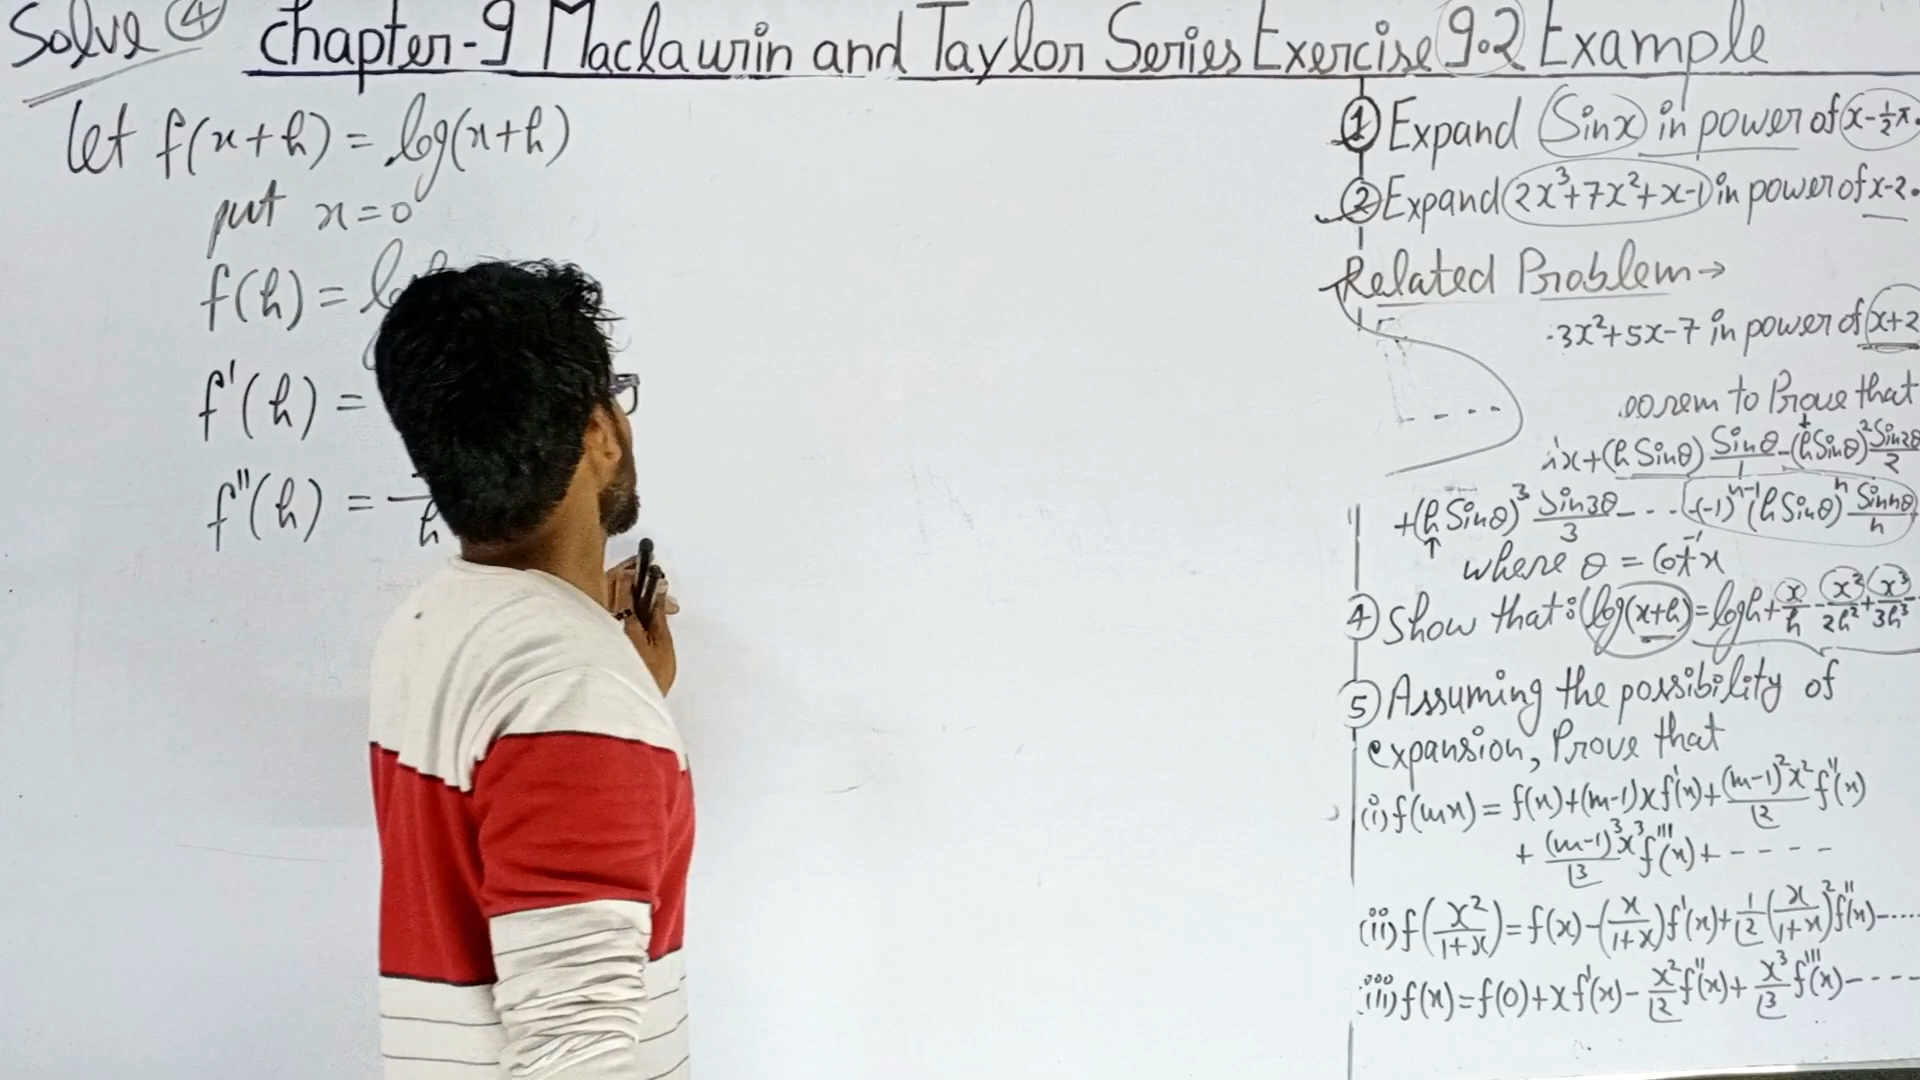 Solve ④ Chapter-9 Maclaurin and Taylor Series Exercise 9.2 Example
let f(x+h) = log(x+h)
put x=0
f(h) =
f'(h) =
f''(h) = -
① Expand Sinx in power of x-½π.
② Expand 2x³+7x²+x-1 in power of x-2.
Related Problem→
3x²+5x-7 in power of x+2
to Prove that
x+(h Sinθ) Sinθ/1 -(h Sinθ)² Sin2θ/2
+(h Sinθ)³ Sin3θ/3 - - - - (-1)ⁿ⁻¹(h Sinθ)ⁿ Sinnθ/n
where θ = Cot⁻¹x
④ Show that: log(x+h)=logh+x/h-x²/2h²+x³/3h³-
⑤ Assuming the possibility of
expansion, Prove that
(i) f(mx) = f(x)+(m-1)xf'(x)+(m-1)²x²/⌊2 f''(x)
+ (m-1)³x³/⌊3 f'''(x)+-----
(ii) f(x²/1+x)=f(x)-(x/1+x)f'(x)+1/⌊2(x/1+x)²f''(x)-....
(iii) f(x)=f(0)+xf'(x)-x²/⌊2 f''(x)+x³/⌊3 f'''(x)----